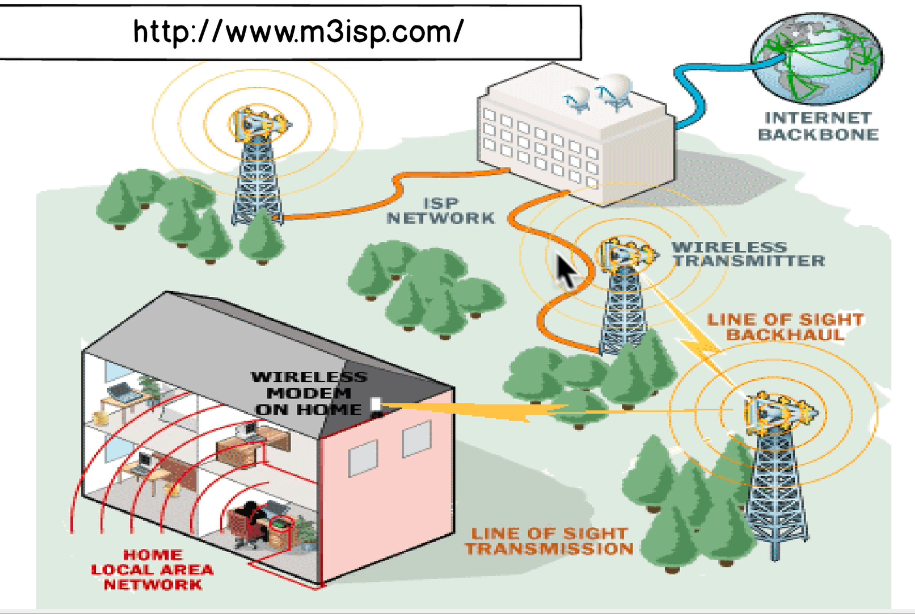 http://www.m3isp.com/
INTERNET
BACKBONE
ISP
NETWORK
WIRELESS
TRANSMITTER
LINE OF SIGHT
BACKHAUL
WIRELESS
MODEM
ON HOME
LINE OF SIGHT
TRANSMISSION
HOME
LOCAL AREA
NETWORK